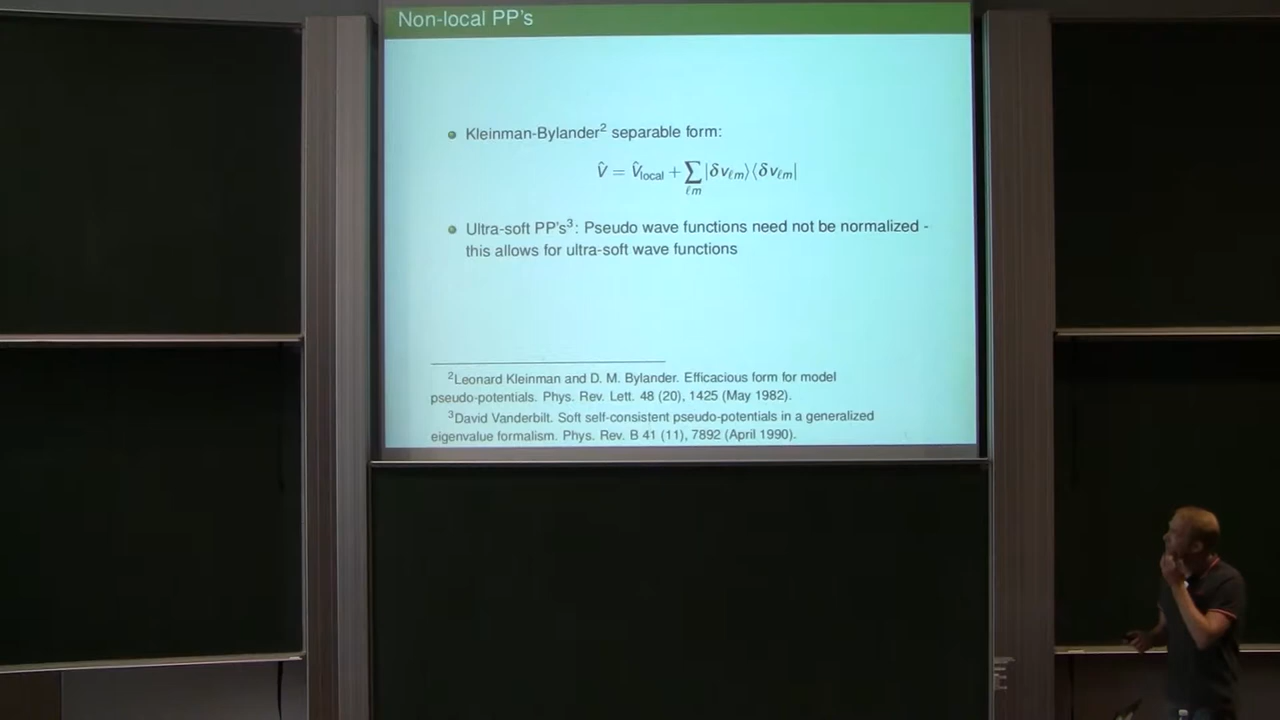 Non-local PP's
Kleinman-Bylander² separable form:
V̂ = V̂local + ∑ℓm |δvℓm⟩⟨δvℓm|
Ultra-soft PP's³: Pseudo wave functions need not be normalized -
this allows for ultra-soft wave functions
²Leonard Kleinman and D. M. Bylander. Efficacious form for model
pseudo-potentials. Phys. Rev. Lett. 48 (20), 1425 (May 1982).
³David Vanderbilt. Soft self-consistent pseudo-potentials in a generalized
eigenvalue formalism. Phys. Rev. B 41 (11), 7892 (April 1990).